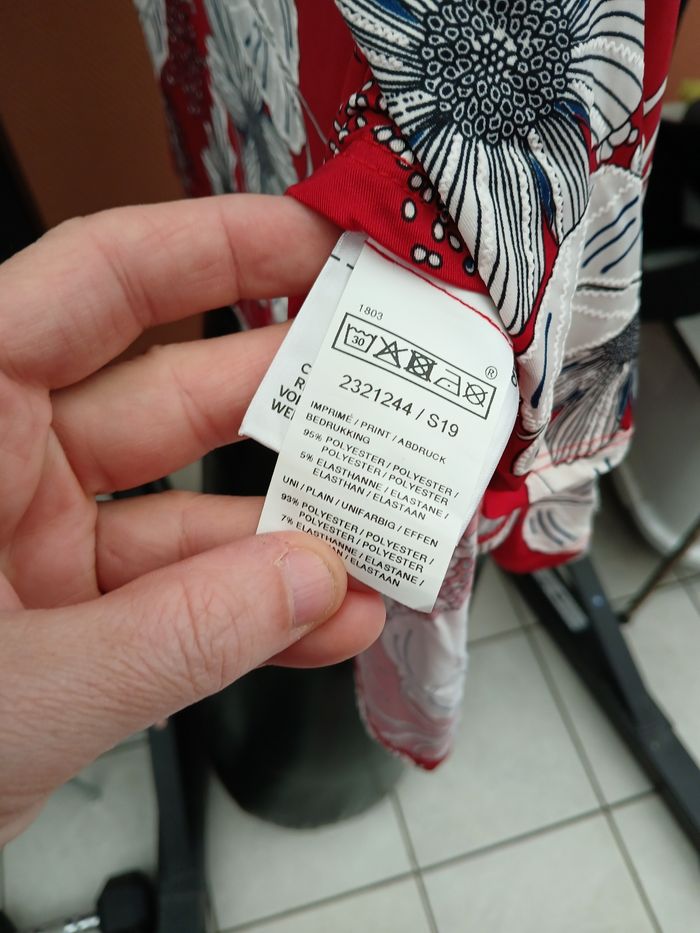 1803
30
®
2321244 / S19
IMPRIMÉ / PRINT / ABDRUCK
BEDRUKKING
95% POLYESTER / POLYESTER /
POLYESTER / POLYESTER
5% ELASTHANNE / ELASTANE /
ELASTHAN / ELASTAAN
UNI / PLAIN / UNIFARBIG / EFFEN
93% POLYESTER / POLYESTER /
POLYESTER / POLYESTER
7% ELASTHANNE / ELASTANE /
/ ELASTAAN